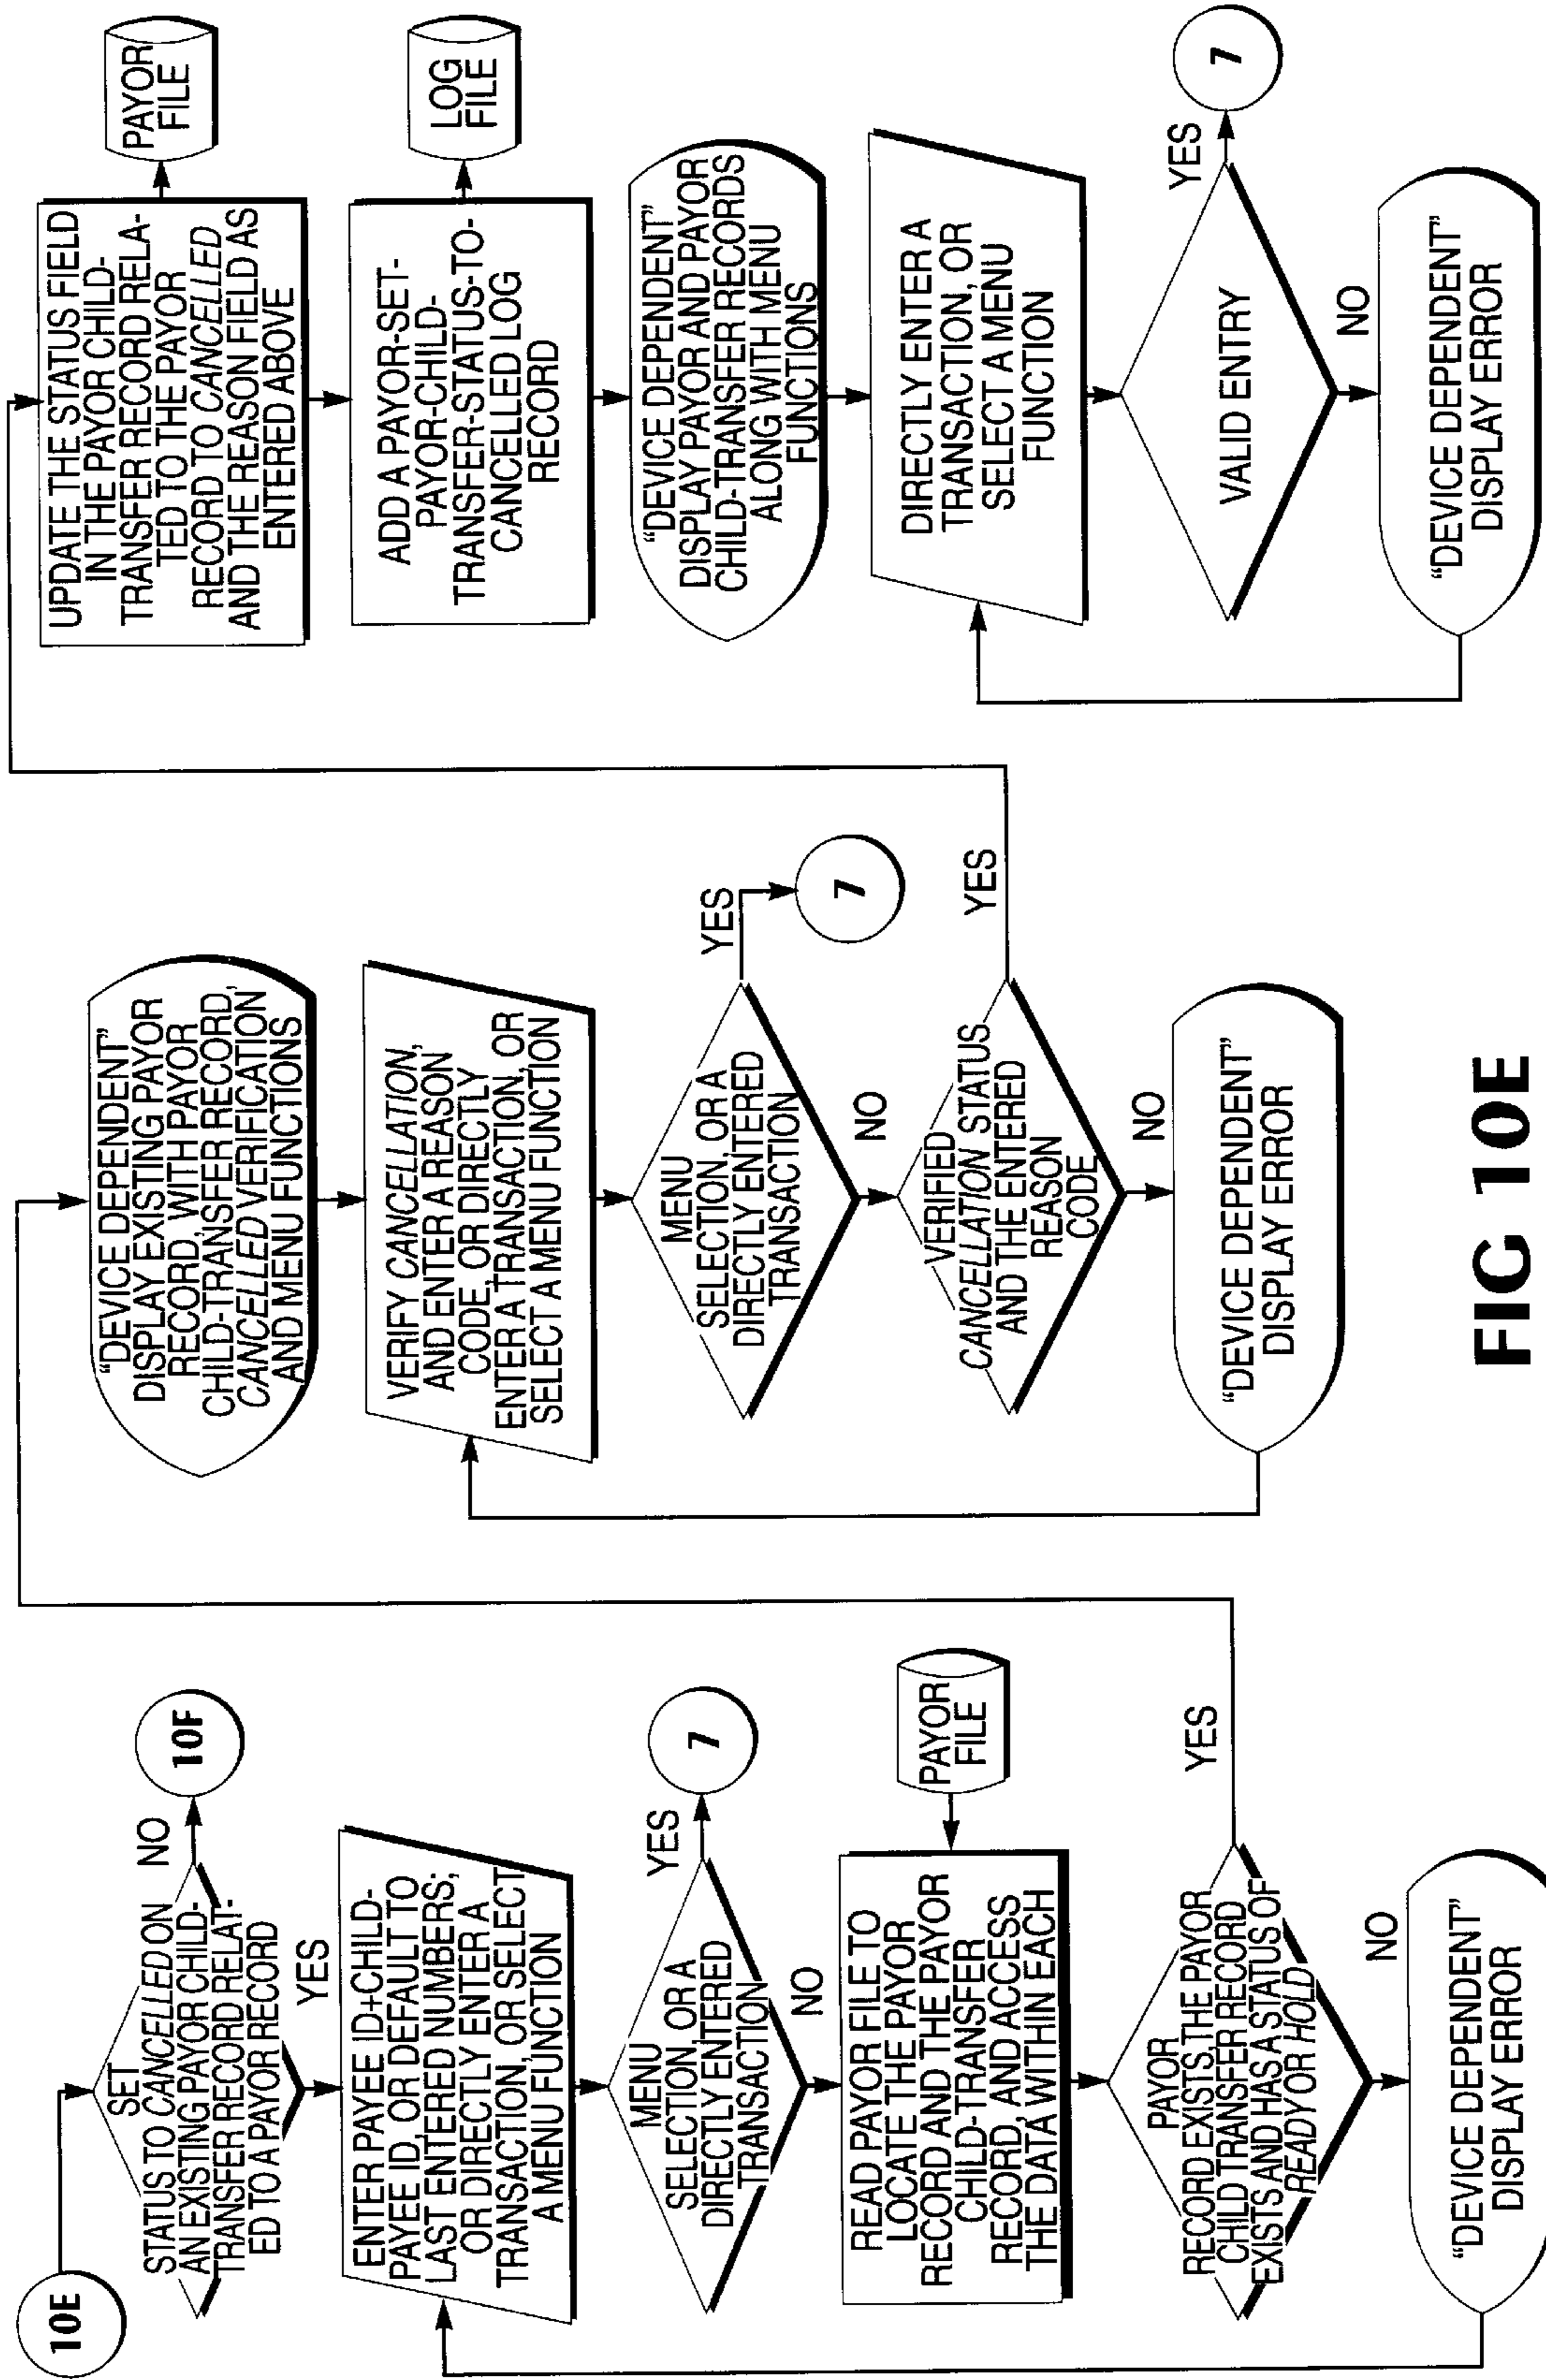 10E
SET
STATUS TO CANCELLED ON
AN EXISTING PAYOR CHILD-
TRANSFER RECORD RELAT-
ED TO A PAYOR RECORD
NO
10F
YES
ENTER PAYEE ID+CHILD-
PAYEE ID, OR DEFAULT TO
LAST ENTERED NUMBERS;
OR DIRECTLY ENTER A
TRANSACTION, OR SELECT
A MENU FUNCTION
MENU
SELECTION, OR A
DIRECTLY ENTERED
TRANSACTION
YES
7
NO
READ PAYOR FILE TO
LOCATE THE PAYOR
RECORD AND THE PAYOR
CHILD-TRANSFER
RECORD, AND ACCESS
THE DATA WITHIN EACH
PAYOR
FILE
PAYOR
RECORD EXISTS, THE PAYOR
CHILD TRANSFER RECORD
EXISTS AND HAS A STATUS OF
READY OR HOLD
YES
NO
"DEVICE DEPENDENT"
DISPLAY ERROR
"DEVICE DEPENDENT"
DISPLAY EXISTING PAYOR
RECORD, WITH PAYOR
CHILD-TRANSFER RECORD,
CANCELLED VERIFICATION
AND MENU FUNCTIONS
VERIFY CANCELLATION,
AND ENTER A REASON
CODE, OR DIRECTLY
ENTER A TRANSACTION, OR
SELECT A MENU FUNCTION
MENU
SELECTION, OR A
DIRECTLY ENTERED
TRANSACTION
YES
7
NO
VERIFIED
CANCELLATION STATUS
AND THE ENTERED
REASON
CODE
YES
NO
"DEVICE DEPENDENT"
DISPLAY ERROR
UPDATE THE STATUS FIELD
IN THE PAYOR CHILD-
TRANSFER RECORD RELA-
TED TO THE PAYOR
RECORD TO CANCELLED
AND THE REASON FIELD AS
ENTERED ABOVE
PAYOR
FILE
ADD A PAYOR-SET-
PAYOR-CHILD-
TRANSFER-STATUS-TO-
CANCELLED LOG
RECORD
LOG
FILE
"DEVICE DEPENDENT"
DISPLAY PAYOR AND PAYOR
CHILD-TRANSFER RECORDS
ALONG WITH MENU
FUNCTIONS
DIRECTLY ENTER A
TRANSACTION, OR
SELECT A MENU
FUNCTION
VALID ENTRY
YES
7
NO
"DEVICE DEPENDENT"
DISPLAY ERROR
FIG 10E